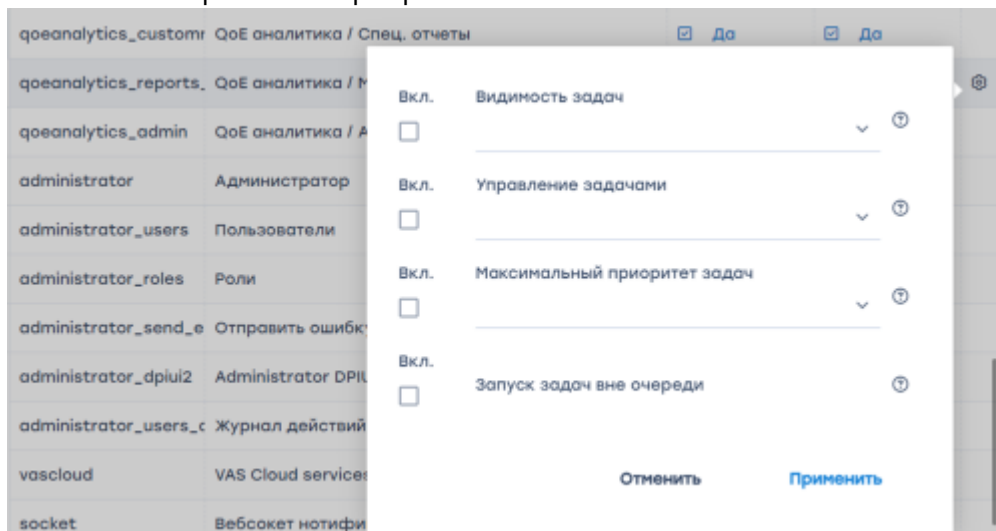 qoeanalytics_customr QoE аналитика / Спец. отчеты Да Да
qoeanalytics_reports_ QoE аналитика / М
qoeanalytics_admin QoE аналитика / А
administrator Администратор
administrator_users Пользователи
administrator_roles Роли
administrator_send_e Отправить ошибку
administrator_dpiui2 Administrator DPIU
administrator_users_c Журнал действий
vascloud VAS Cloud services
socket Вебсокет нотифи
Вкл. Видимость задач
Вкл. Управление задачами
Вкл. Максимальный приоритет задач
Вкл.
Запуск задач вне очереди
Отменить Применить